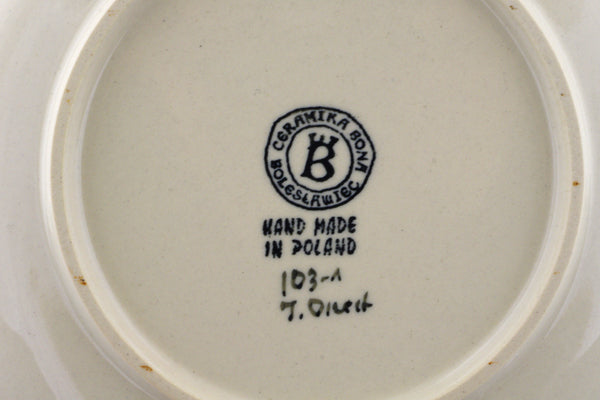 CERAMIKA BONA
BOLESŁAWIEC
B
HAND MADE
IN POLAND
103-1